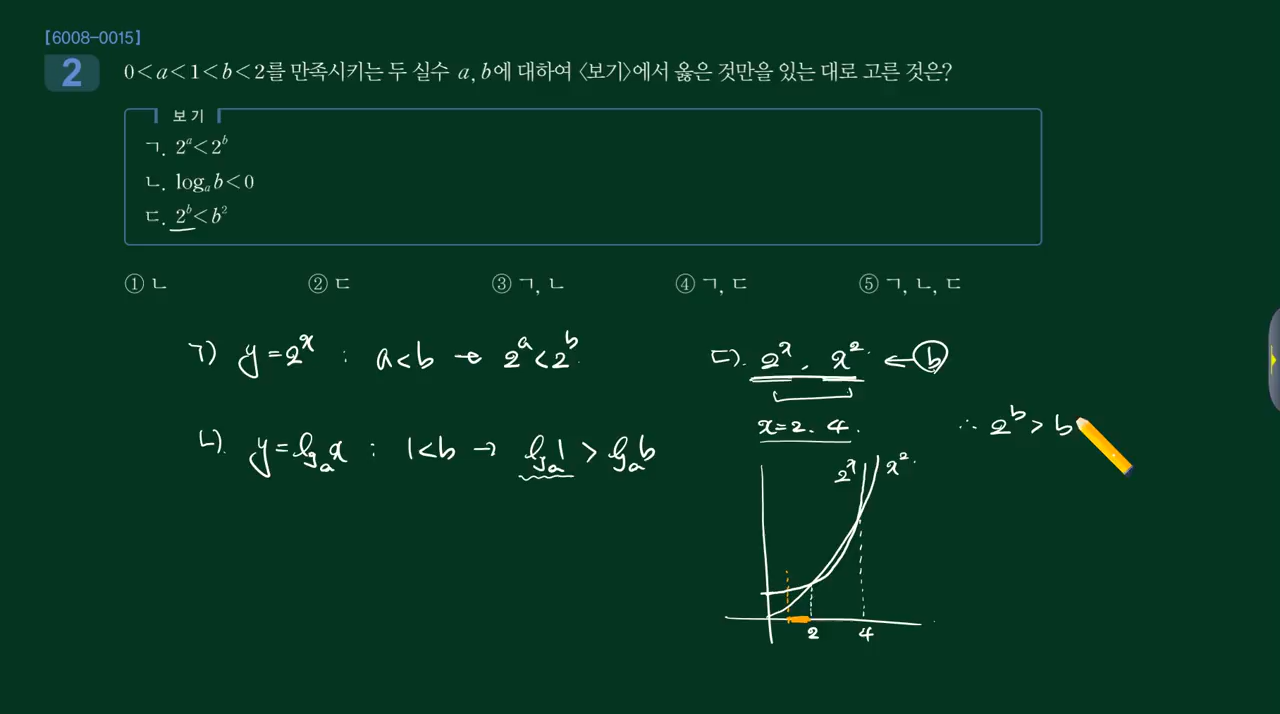 [6008-0015]
2 0<a<1<b<2를 만족시키는 두 실수 a, b에 대하여 〈보기〉에서 옳은 것만을 있는 대로 고른 것은?
보기
ㄱ. 2^a<2^b
ㄴ. log_a b<0
ㄷ. 2^b<b^2
① ㄴ ② ㄷ ③ ㄱ, ㄴ ④ ㄱ, ㄷ ⑤ ㄱ, ㄴ, ㄷ
ㄱ) y=2^x : a<b → 2^a<2^b.
ㄴ). y=log_a x : 1<b → log_a 1 > log_a b
ㄷ). 2^x, x^2. ← b
x=2, 4.
2^x x^2.
2 4
∴ 2^b > b